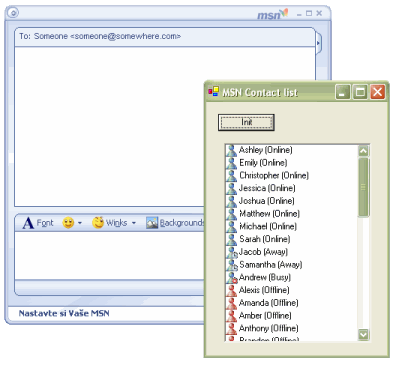 msn
To: Someone <someone@somewhere.com>
MSN Contact list
Init
Ashley (Online)
Emily (Online)
Christopher (Online)
Jessica (Online)
Joshua (Online)
Matthew (Online)
Michael (Online)
Sarah (Online)
Jacob (Away)
Samantha (Away)
Andrew (Busy)
Alexis (Offline)
Amanda (Offline)
Amber (Offline)
Anthony (Offline)
Brandon (Offline)
A Font Winks Backgrounds
Nastavte si Vaše MSN